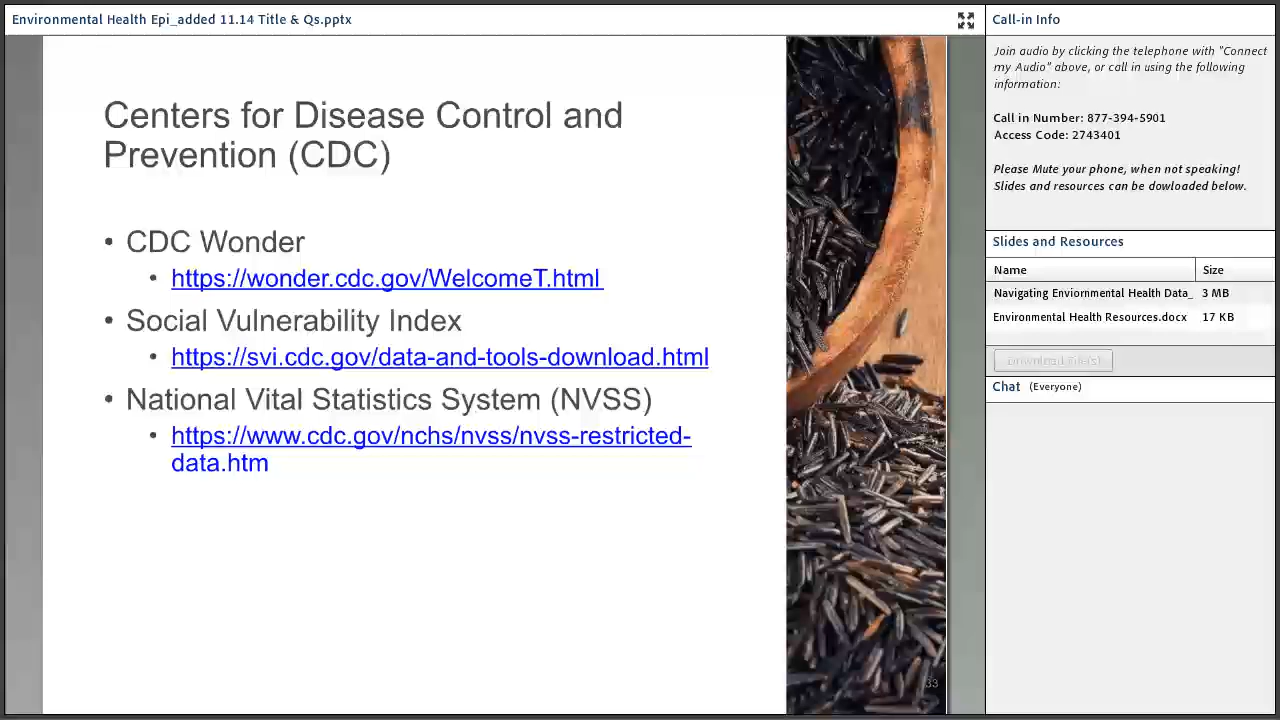 Environmental Health Epi_added 11.14 Title & Qs.pptx
Centers for Disease Control and
Prevention (CDC)
• CDC Wonder
• https://wonder.cdc.gov/WelcomeT.html
• Social Vulnerability Index
• https://svi.cdc.gov/data-and-tools-download.html
• National Vital Statistics System (NVSS)
• https://www.cdc.gov/nchs/nvss/nvss-restricted-
data.htm
33
Call-in Info
Join audio by clicking the telephone with "Connect
my Audio" above, or call in using the following
information:
Call in Number: 877-394-5901
Access Code: 2743401
Please Mute your phone, when not speaking!
Slides and resources can be dowloaded below.
Slides and Resources
Name Size
Navigating Enviornmental Health Data_ 3 MB
Environmental Health Resources.docx 17 KB
Download File(s)
Chat (Everyone)